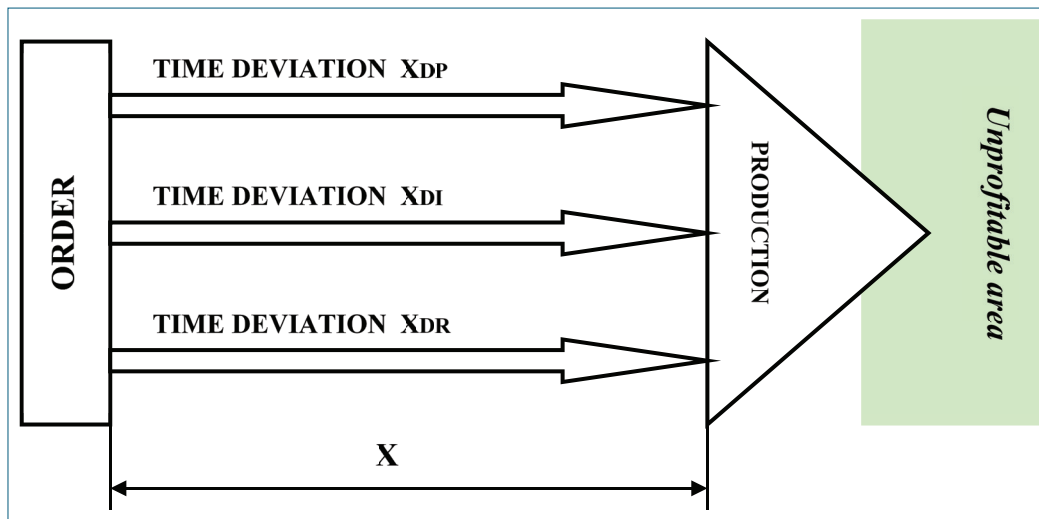 ORDER
TIME DEVIATION XDP
TIME DEVIATION XDI
TIME DEVIATION XDR
PRODUCTION
Unprofitable area
X